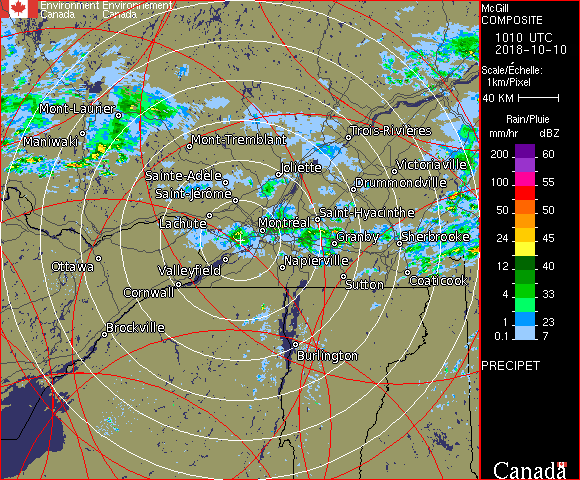 Environment Environnement
Canada Canada
McGill
COMPOSITE
1010 UTC
2018-10-10
Scale/Échelle:
1km/Pixel
40 KM
Rain/Pluie
mm/hr dBZ
200 60
150 57
100 55
50 50
24 45
12 40
4 33
1 23
0.1 7
PRECIPET
Canada
Mont-Laurier
Maniwaki
Mont-Tremblant
Trois-Rivières
Sainte-Adèle
Joliette
Victoriaville
Saint-Jérôme
Drummondville
Lachute
Montréal
Saint-Hyacinthe
Granby
Sherbrooke
Ottawa
Valleyfield
Napierville
Cornwall
Sutton
Coaticook
Brockville
Burlington